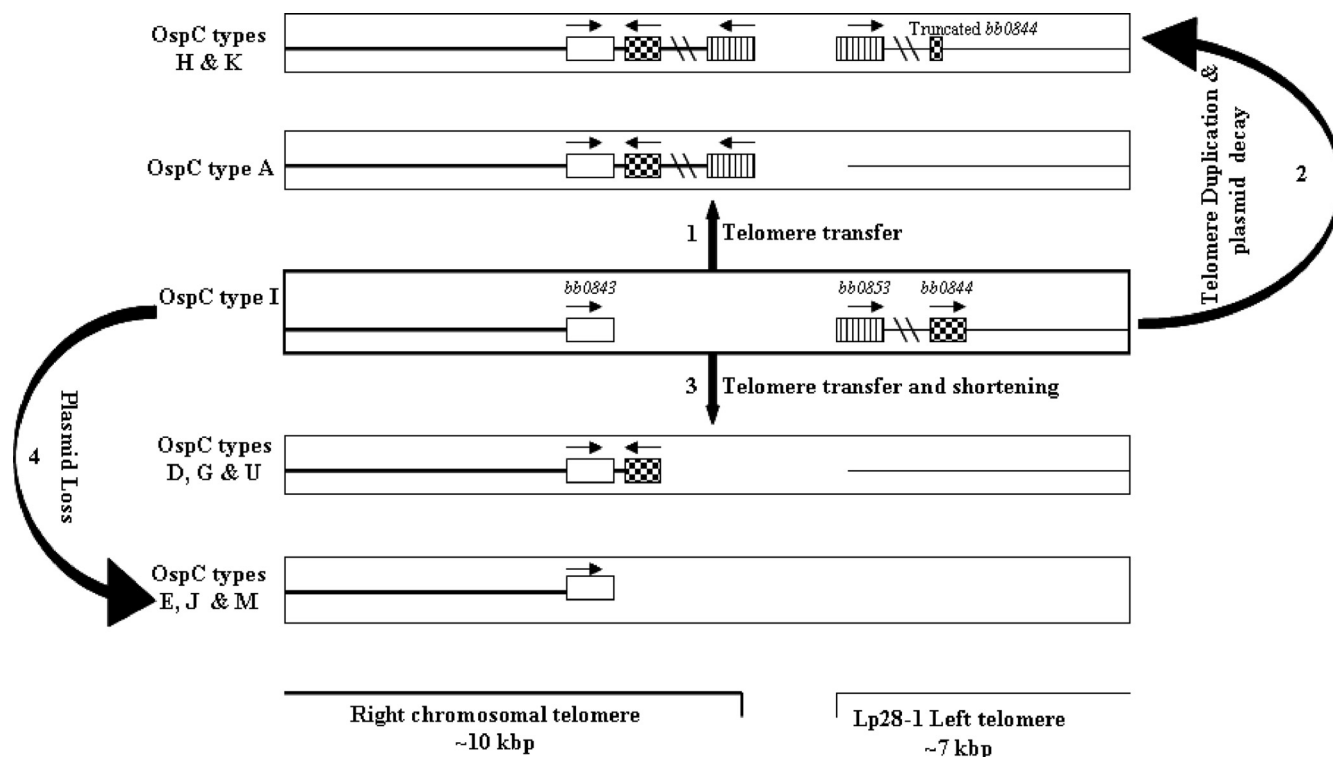 OspC types
H & K
Truncated bb0844
OspC type A
Telomere Duplication &
plasmid decay
2
1 Telomere transfer
OspC type I
bb0843
bb0853
bb0844
3 Telomere transfer and shortening
Plasmid Loss
4
OspC types
D, G & U
OspC types
E, J & M
Right chromosomal telomere
~10 kbp
Lp28-1 Left telomere
~7 kbp